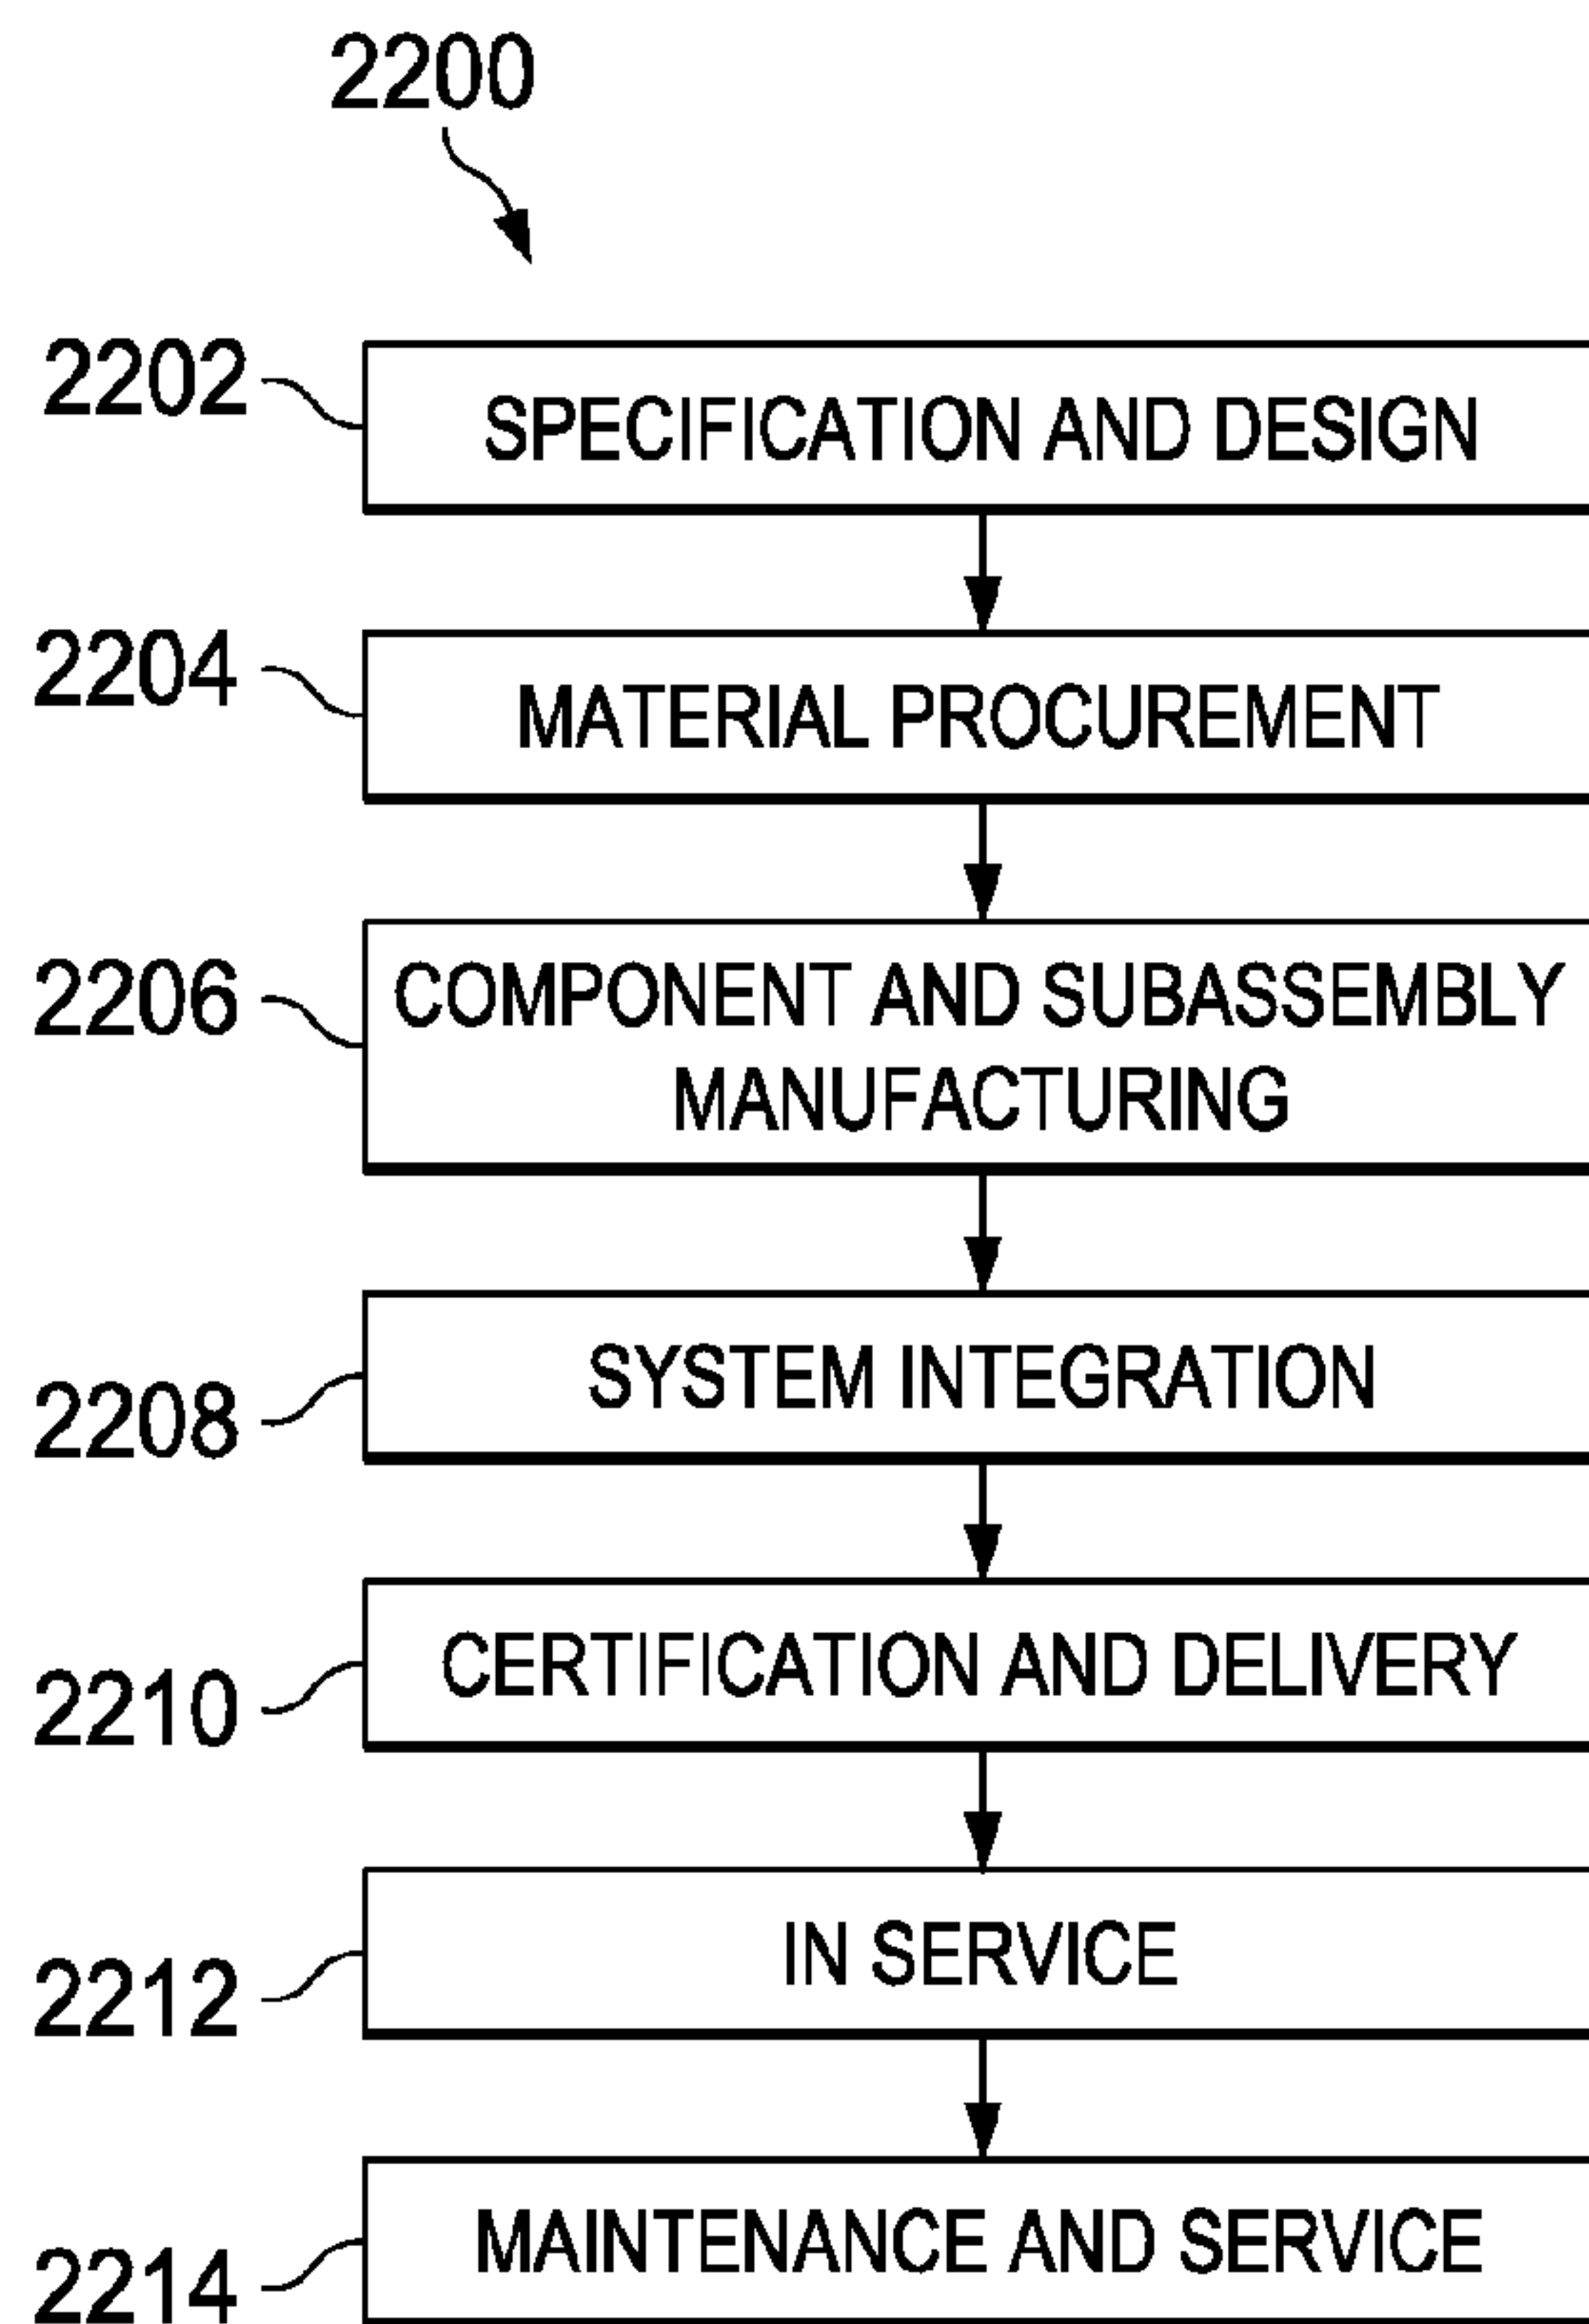 2200
2202
SPECIFICATION AND DESIGN
2204
MATERIAL PROCUREMENT
2206
COMPONENT AND SUBASSEMBLY
MANUFACTURING
2208
SYSTEM INTEGRATION
2210
CERTIFICATION AND DELIVERY
2212
IN SERVICE
2214
MAINTENANCE AND SERVICE